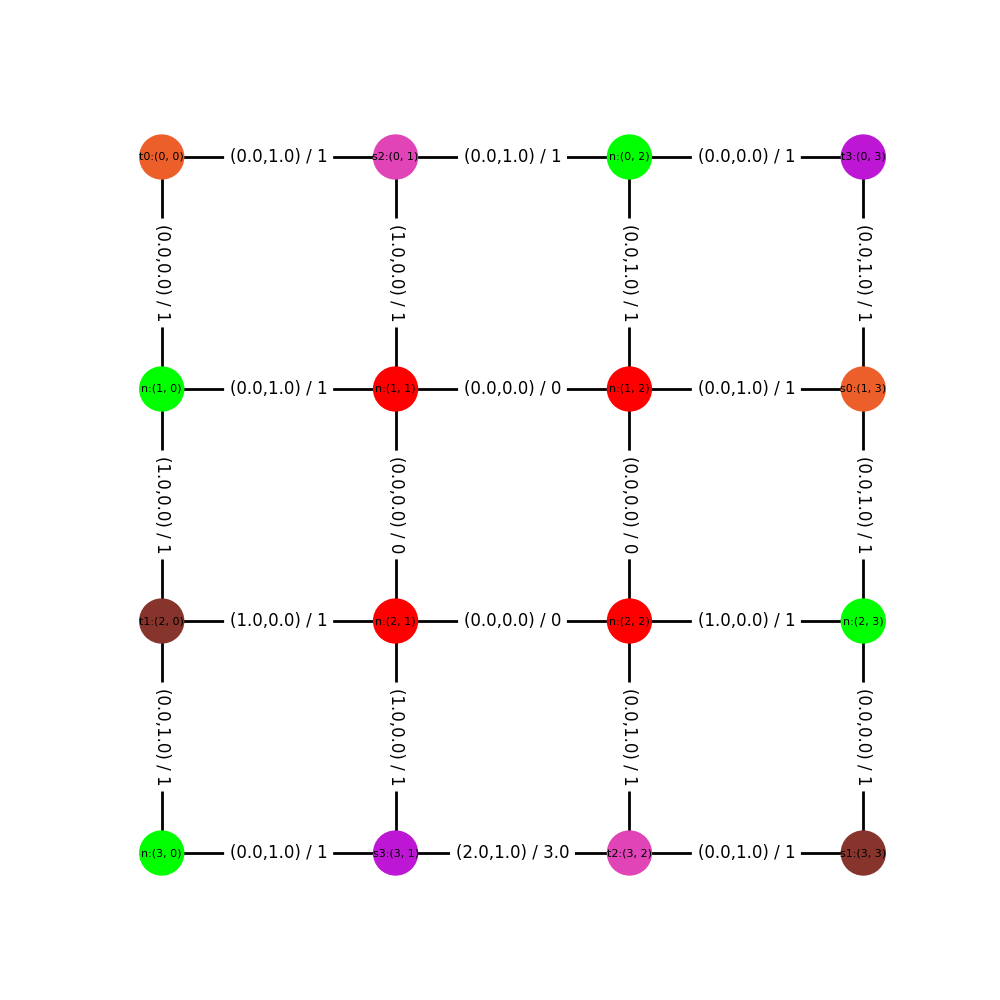 t0:(0, 0) (0.0,1.0) / 1 s2:(0, 1) (0.0,1.0) / 1 n:(0, 2) (0.0,0.0) / 1 t3:(0, 3)
(0.0,0.0) / 1 (1.0,0.0) / 1 (0.0,1.0) / 1 (0.0,1.0) / 1
n:(1, 0) (0.0,1.0) / 1 n:(1, 1) (0.0,0.0) / 0 n:(1, 2) (0.0,1.0) / 1 s0:(1, 3)
(1.0,0.0) / 1 (0.0,0.0) / 0 (0.0,0.0) / 0 (0.0,1.0) / 1
t1:(2, 0) (1.0,0.0) / 1 n:(2, 1) (0.0,0.0) / 0 n:(2, 2) (1.0,0.0) / 1 n:(2, 3)
(0.0,1.0) / 1 (1.0,0.0) / 1 (0.0,1.0) / 1 (0.0,0.0) / 1
n:(3, 0) (0.0,1.0) / 1 s3:(3, 1) (2.0,1.0) / 3.0 t2:(3, 2) (0.0,1.0) / 1 s1:(3, 3)